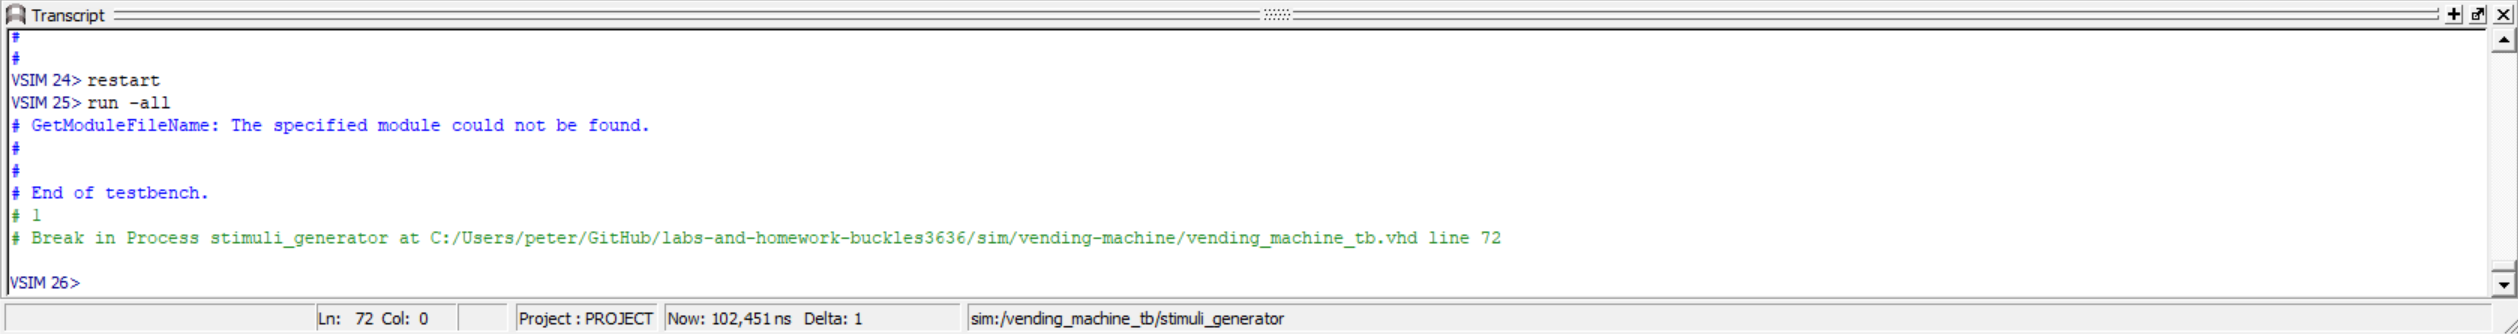 Transcript
#
#
VSIM 24> restart
VSIM 25> run -all
# GetModuleFileName: The specified module could not be found.
#
#
# End of testbench.
# 1
# Break in Process stimuli_generator at C:/Users/peter/GitHub/labs-and-homework-buckles3636/sim/vending-machine/vending_machine_tb.vhd line 72
VSIM 26>
Ln: 72 Col: 0 Project : PROJECT Now: 102,451 ns Delta: 1 sim:/vending_machine_tb/stimuli_generator